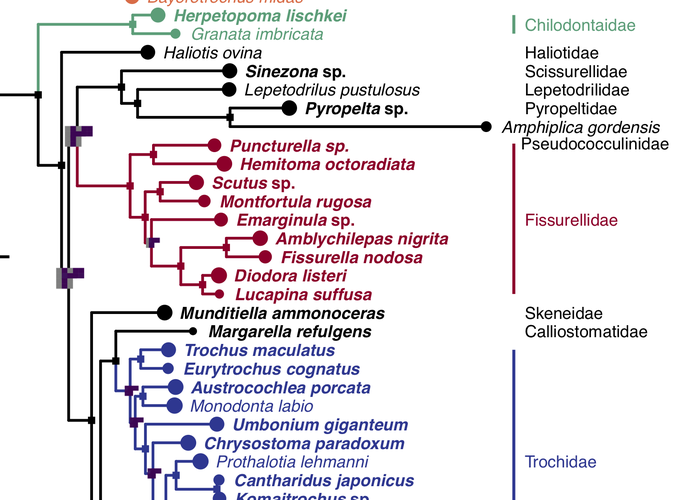 Herpetopoma lischkei
Granata imbricata
Chilodontaidae
Haliotis ovina
Haliotidae
Sinezona sp.
Scissurellidae
Lepetodrilus pustulosus
Lepetodrilidae
Pyropelta sp.
Pyropeltidae
Amphiplica gordensis
Pseudococculinidae
Puncturella sp.
Hemitoma octoradiata
Scutus sp.
Montfortula rugosa
Emarginula sp.
Fissurellidae
Amblychilepas nigrita
Fissurella nodosa
Diodora listeri
Lucapina suffusa
Munditiella ammonoceras
Skeneidae
Margarella refulgens
Calliostomatidae
Trochus maculatus
Eurytrochus cognatus
Austrocochlea porcata
Monodonta labio
Umbonium giganteum
Chrysostoma paradoxum
Prothalotia lehmanni
Trochidae
Cantharidus japonicus
Komaitrochus sp